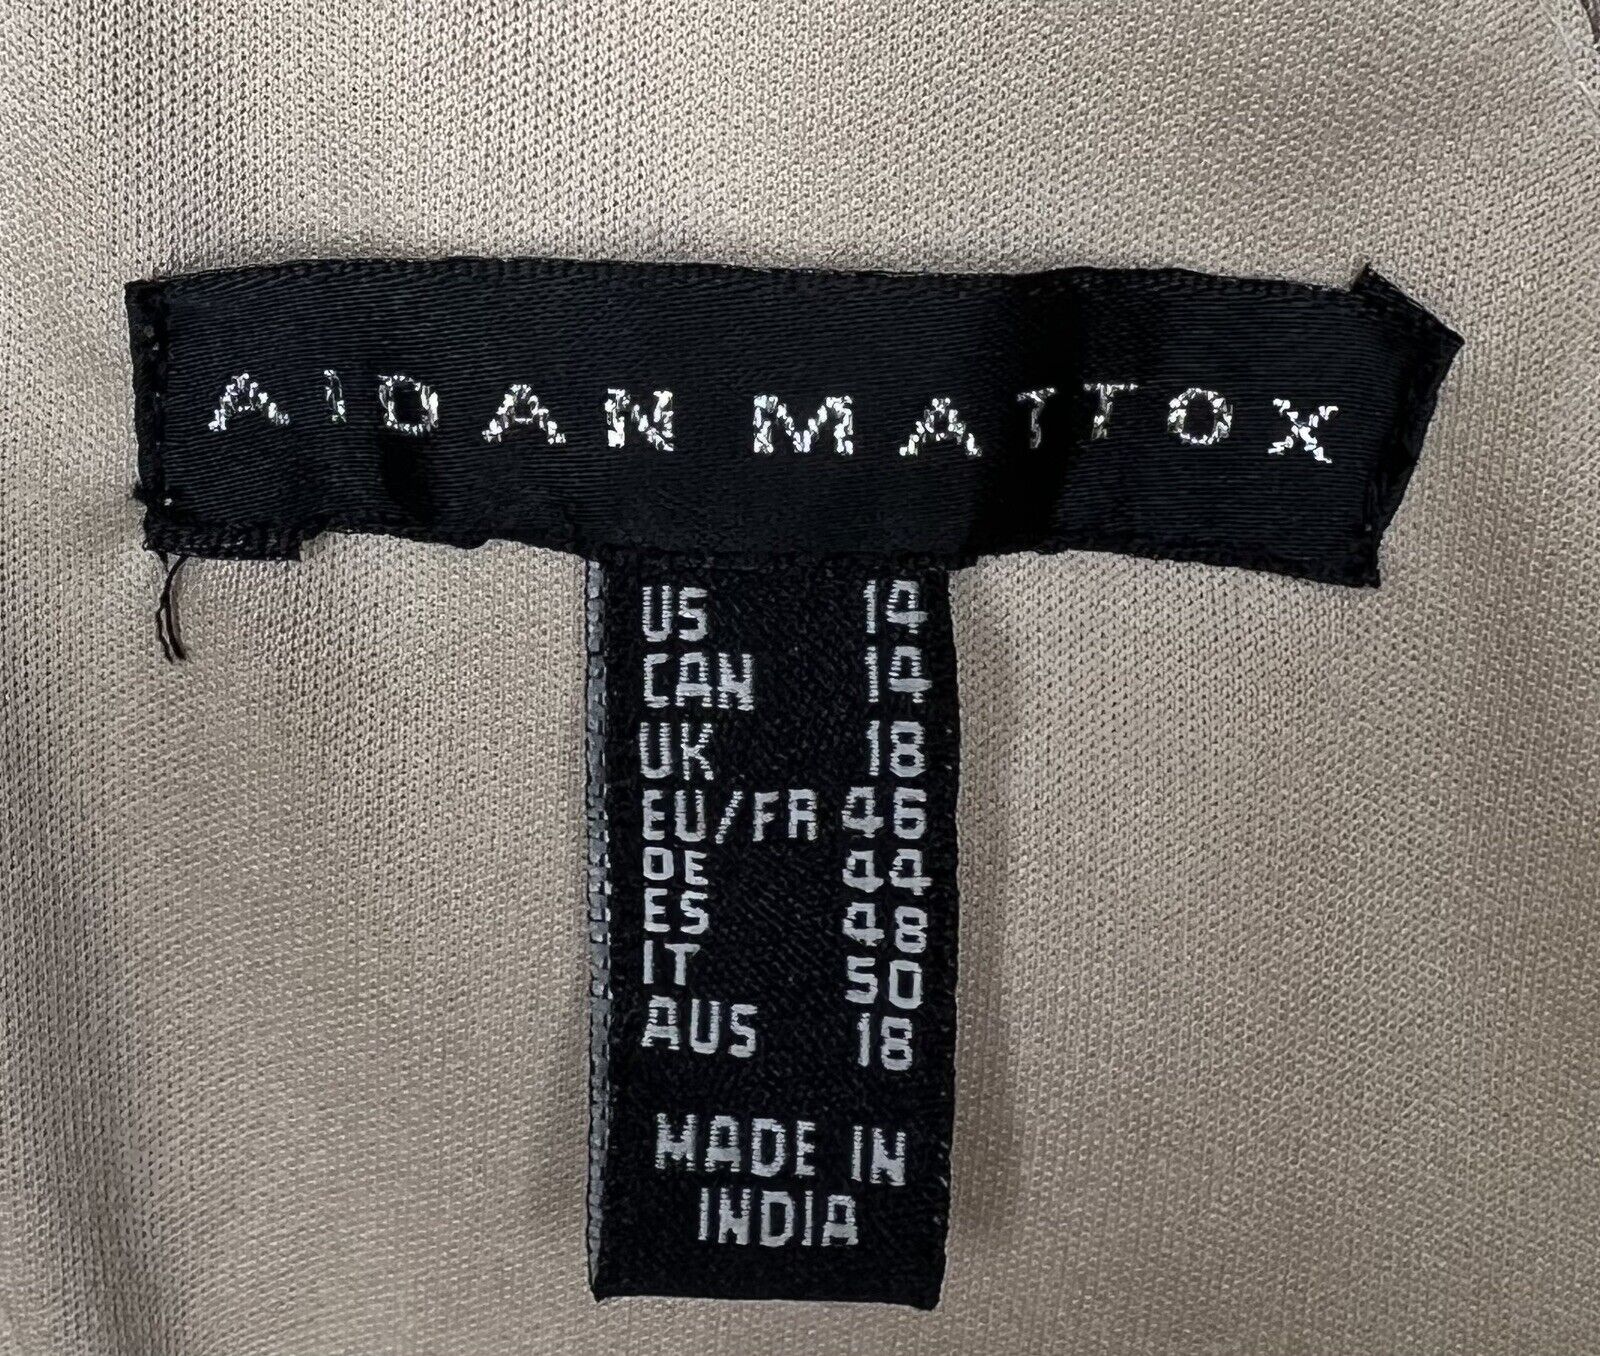 AIDAN MATTOX
US 14
CAN 14
UK 18
EU/FR 46
DE 44
ES 48
IT 50
AUS 18
MADE IN
INDIA